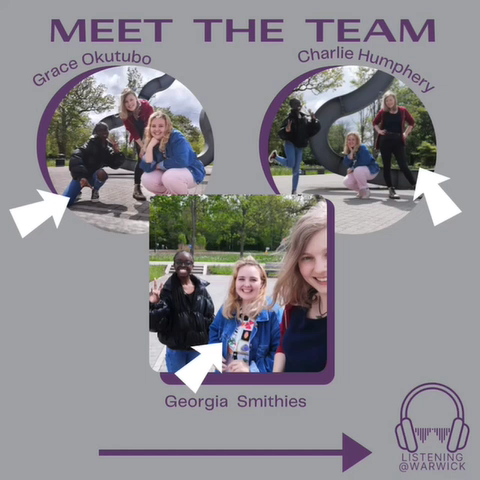 MEET THE TEAM
Grace Okutubo
Charlie Humphery
Georgia Smithies
LISTENING
@WARWICK